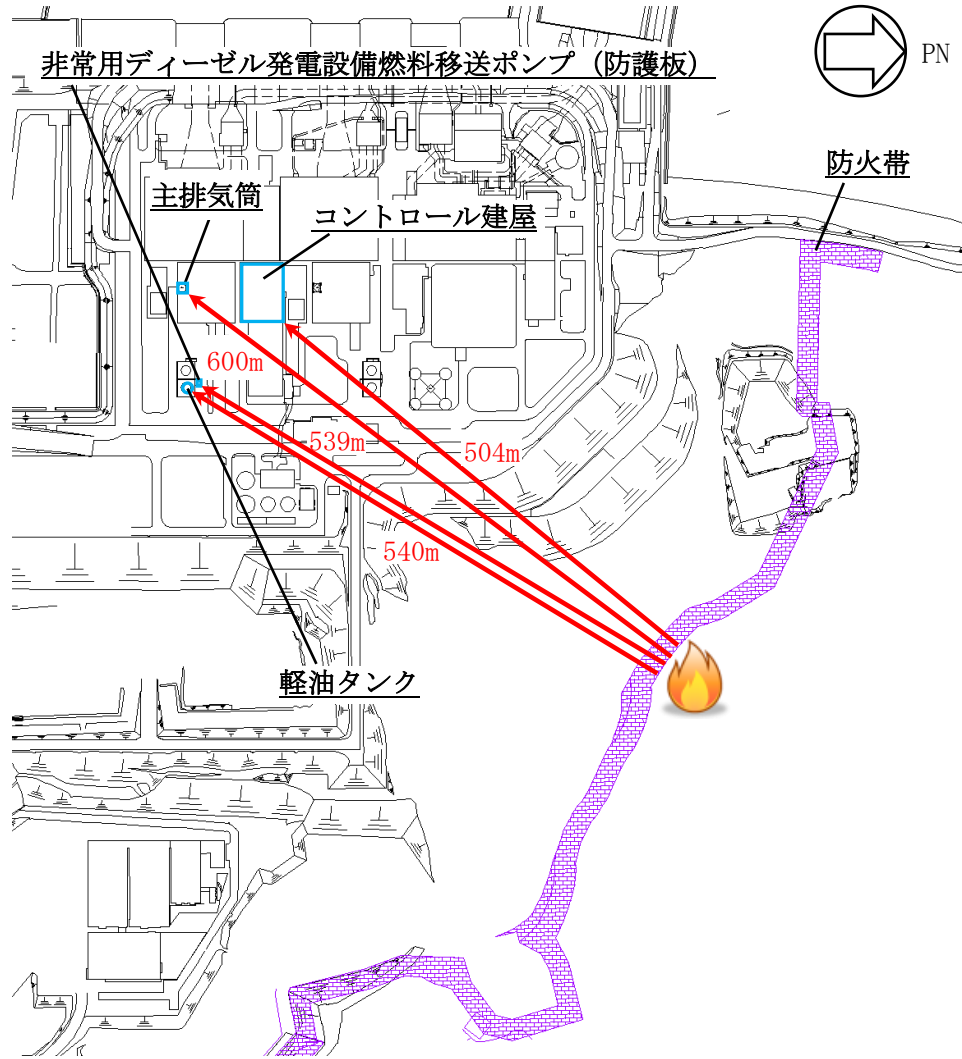 PN
非常用ディーゼル発電設備燃料移送ポンプ（防護板）
防火帯
主排気筒
コントロール建屋
600m
539m
504m
540m
軽油タンク